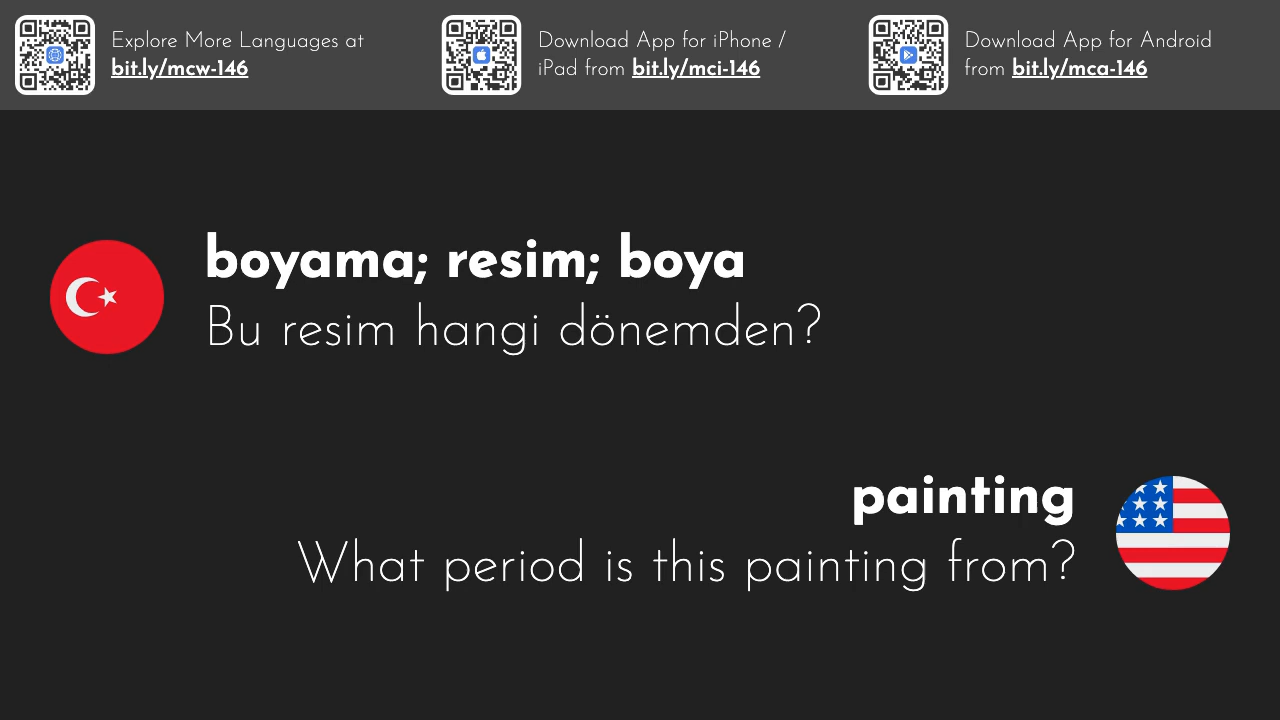 Explore More Languages at
bit.ly/mcw-146
Download App for iPhone /
iPad from bit.ly/mci-146
Download App for Android
from bit.ly/mca-146
boyama; resim; boya
Bu resim hangi dönemden?
painting
What period is this painting from?